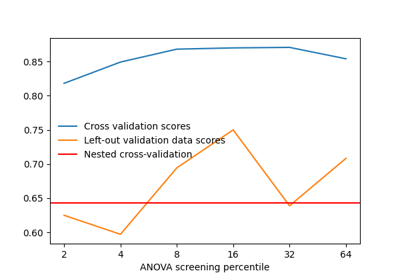 0.85
0.80
0.75
0.70
0.65
0.60
Cross validation scores
Left-out validation data scores
Nested cross-validation
2 4 8 16 32 64
ANOVA screening percentile